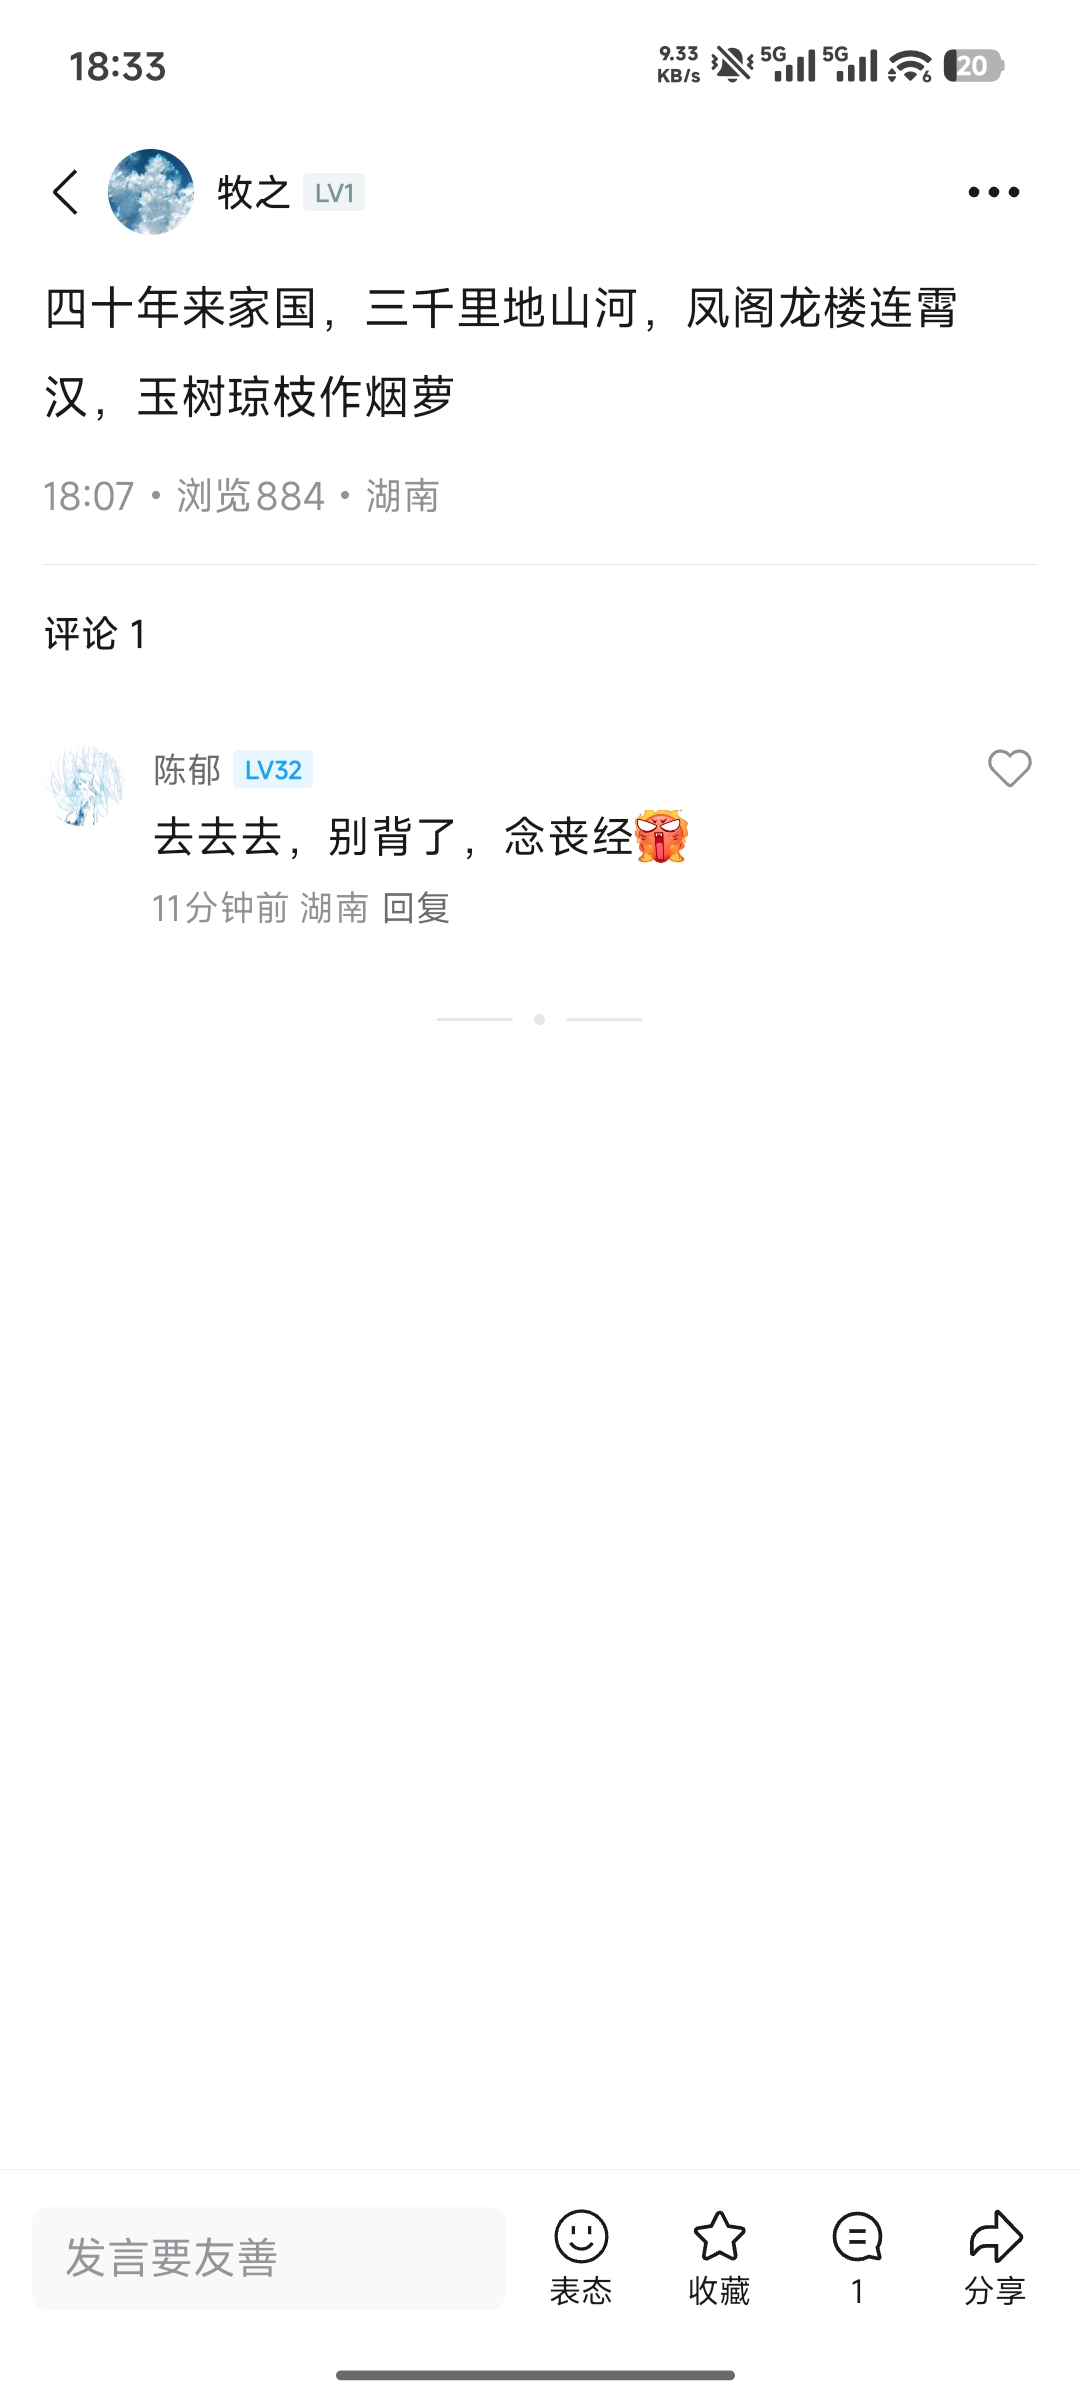 18:33
9.33
KB/s
5G
5G
6
20
牧之
LV1
四十年来家国，三千里地山河，凤阁龙楼连霄
汉，玉树琼枝作烟萝
18:07 • 浏览884 • 湖南
评论 1
陈郁
LV32
去去去，别背了，念丧经
11分钟前 湖南 回复
发言要友善
表态
收藏
1
分享